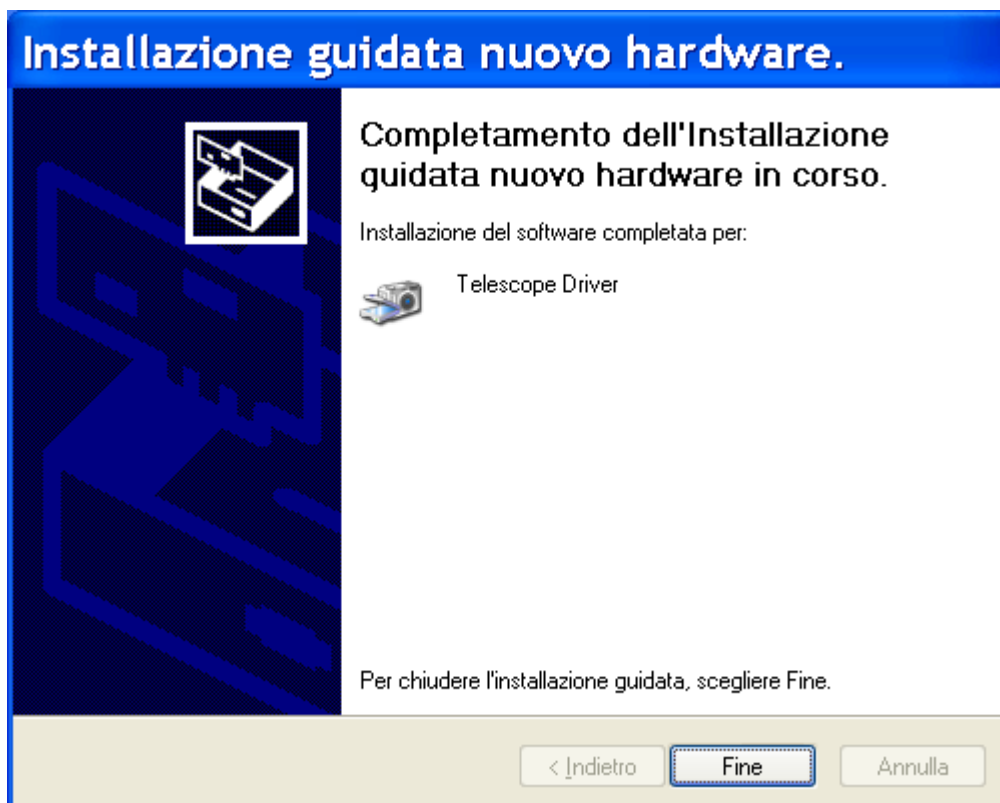 Installazione guidata nuovo hardware.
Completamento dell'Installazione
guidata nuovo hardware in corso.
Installazione del software completata per:
Telescope Driver
Per chiudere l'installazione guidata, scegliere Fine.
< Indietro Fine Annulla